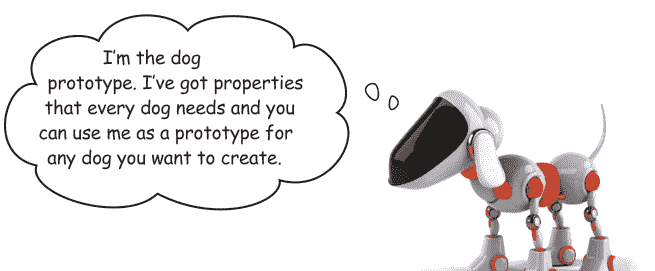 I'm the dog
prototype. I've got properties
that every dog needs and you
can use me as a prototype for
any dog you want to create.